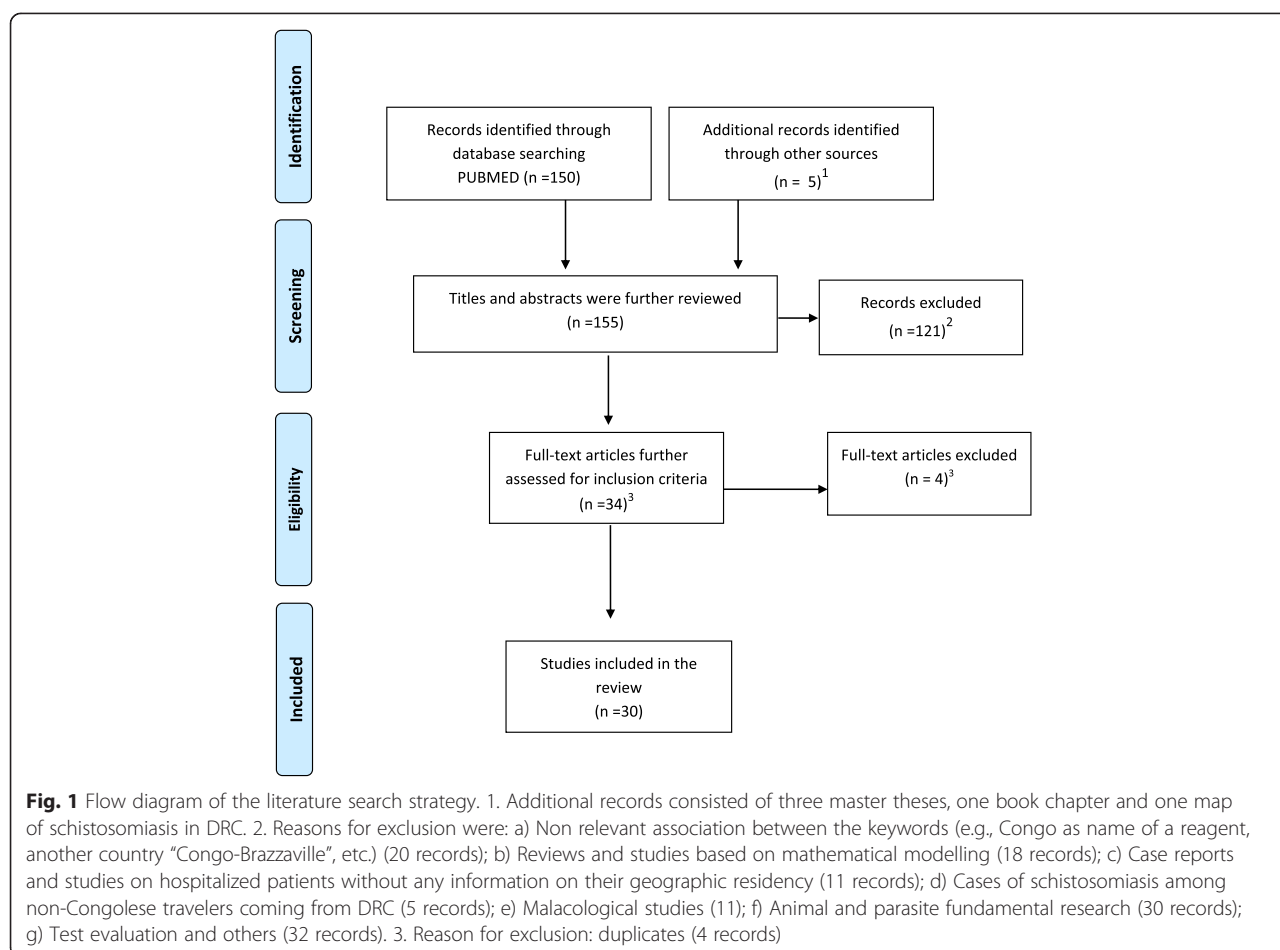 Identification
Records identified through
database searching
PUBMED (n =150)
Additional records identified
through other sources
(n = 5)1
Screening
Titles and abstracts were further reviewed
(n =155)
Records excluded
(n =121)2
Eligibility
Full-text articles further
assessed for inclusion criteria
(n =34)3
Full-text articles excluded
(n = 4)3
Included
Studies included in the
review
(n =30)
Fig. 1 Flow diagram of the literature search strategy. 1. Additional records consisted of three master theses, one book chapter and one map
of schistosomiasis in DRC. 2. Reasons for exclusion were: a) Non relevant association between the keywords (e.g., Congo as name of a reagent,
another country “Congo-Brazzaville”, etc.) (20 records); b) Reviews and studies based on mathematical modelling (18 records); c) Case reports
and studies on hospitalized patients without any information on their geographic residency (11 records); d) Cases of schistosomiasis among
non-Congolese travelers coming from DRC (5 records); e) Malacological studies (11); f) Animal and parasite fundamental research (30 records);
g) Test evaluation and others (32 records). 3. Reason for exclusion: duplicates (4 records)